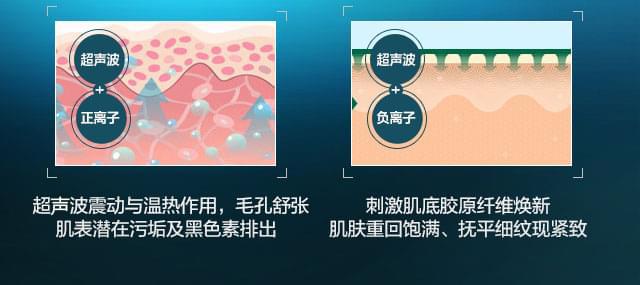 超声波
+
正离子
超声波
+
负离子
超声波震动与温热作用，毛孔舒张
肌表潜在污垢及黑色素排出
刺激肌底胶原纤维焕新
肌肤重回饱满、抚平细纹现紧致